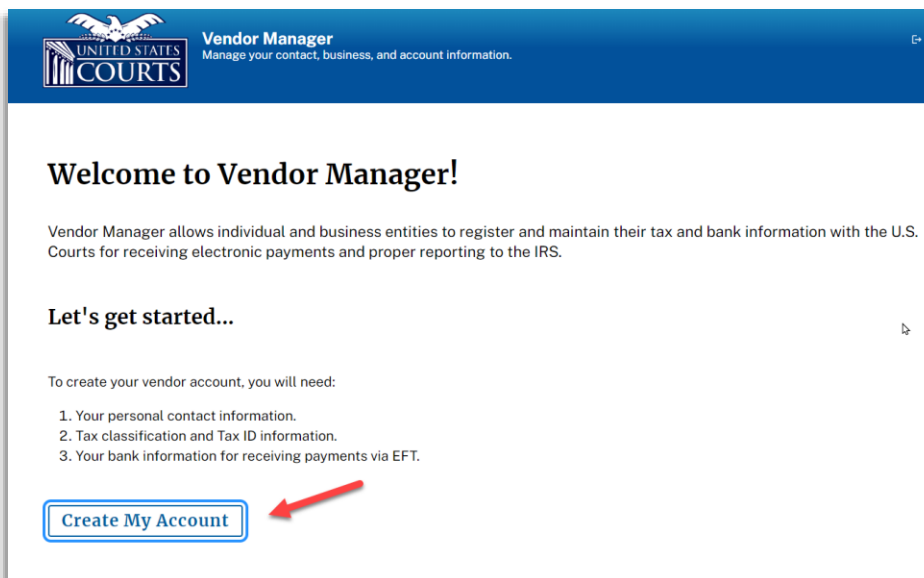 UNITED STATES
COURTS
Vendor Manager
Manage your contact, business, and account information.
Welcome to Vendor Manager!
Vendor Manager allows individual and business entities to register and maintain their tax and bank information with the U.S.
Courts for receiving electronic payments and proper reporting to the IRS.
Let's get started...
To create your vendor account, you will need:
1. Your personal contact information.
2. Tax classification and Tax ID information.
3. Your bank information for receiving payments via EFT.
Create My Account